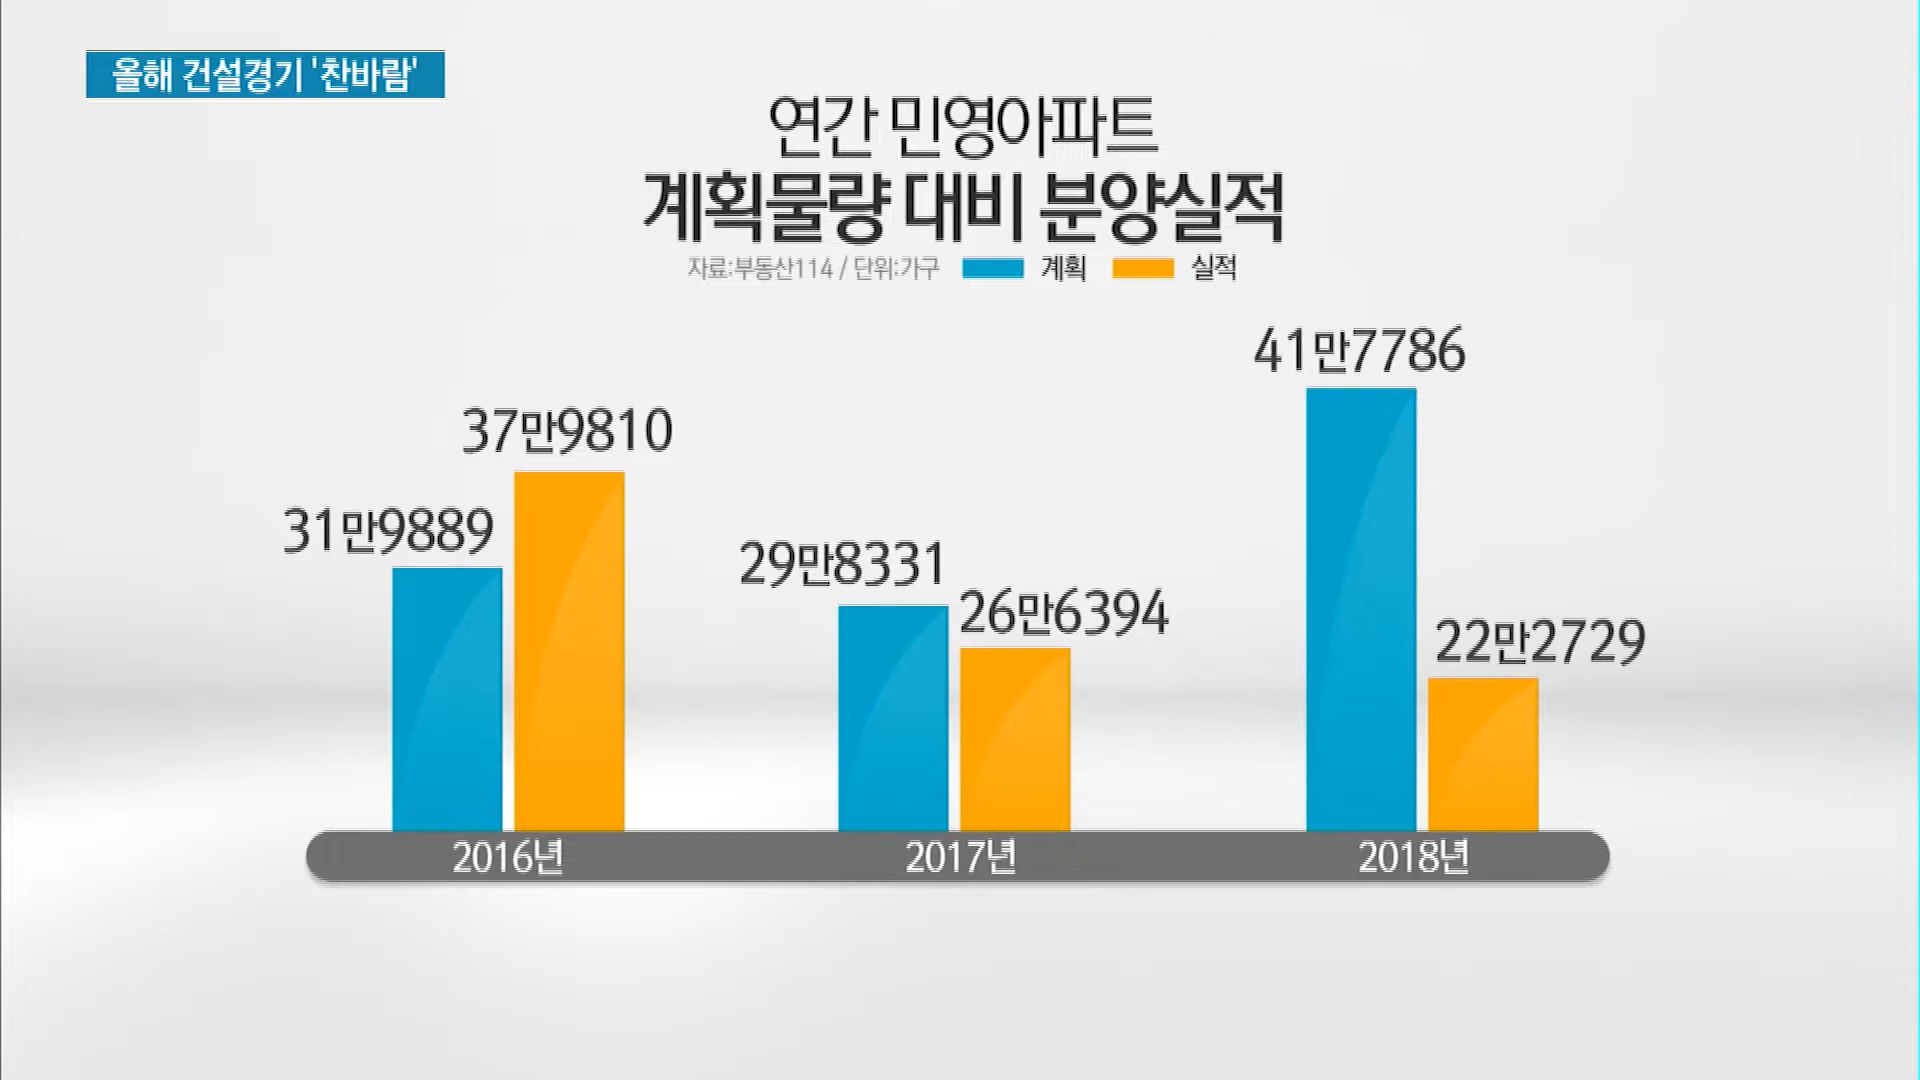 올해 건설경기 '찬바람'
연간 민영아파트
계획물량 대비 분양실적
자료:부동산114 / 단위:가구 계획 실적
31만9889
37만9810
29만8331
26만6394
41만7786
22만2729
2016년 2017년 2018년